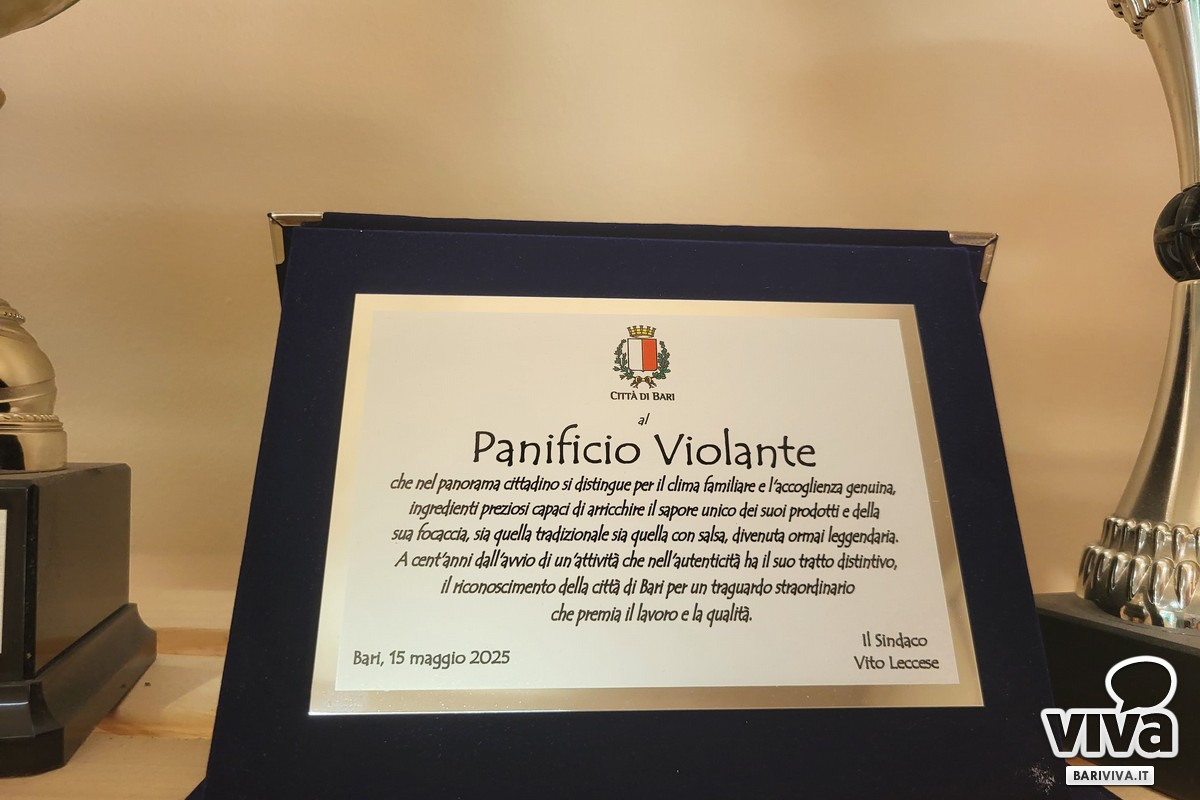 CITTÀ DI BARI
al
Panificio Violante
che nel panorama cittadino si distingue per il clima familiare e l'accoglienza genuina,
ingredienti preziosi capaci di arricchire il sapore unico dei suoi prodotti e della
sua focaccia, sia quella tradizionale sia quella con salsa, divenuta ormai leggendaria.
A cent'anni dall'avvio di un'attività che nell'autenticità ha il suo tratto distintivo,
il riconoscimento della città di Bari per un traguardo straordinario
che premia il lavoro e la qualità.
Bari, 15 maggio 2025
Il Sindaco
Vito Leccese
viva
BARIVIVA.IT